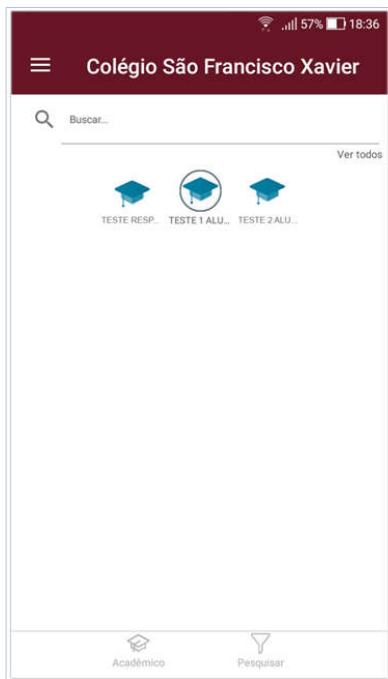 57% 18:36
Colégio São Francisco Xavier
Buscar...
Ver todos
TESTE RESP... TESTE 1 ALU... TESTE 2 ALU...
Acadêmico Pesquisar